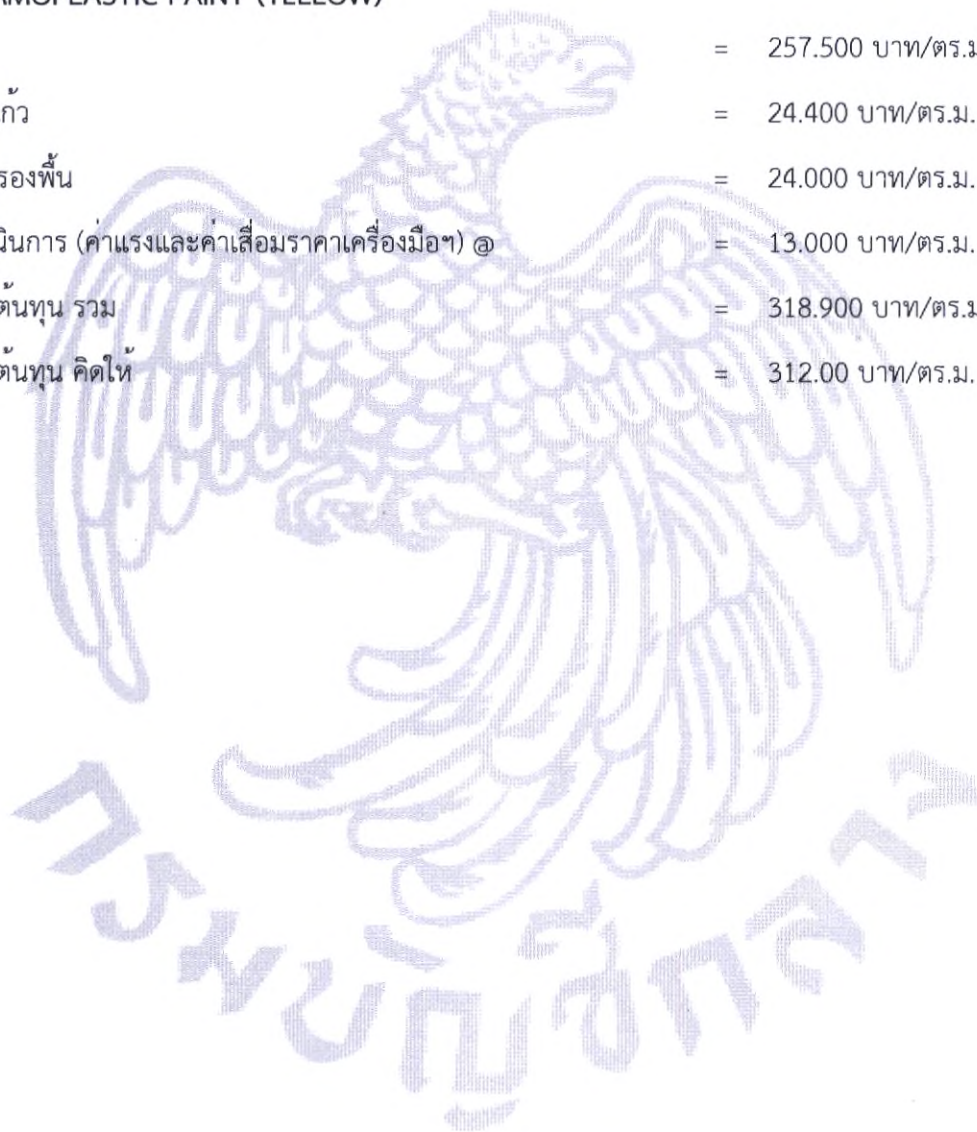 AMOPLASTIC PAINT (YELLOW)
= 257.500 บาท/ตร.ม
ก้ว = 24.400 บาท/ตร.ม.
รองพื้น = 24.000 บาท/ตร.ม.
นินการ (ค่าแรงและค่าเสื่อมราคาเครื่องมือฯ) @ = 13.000 บาท/ตร.ม.
ต้นทุน รวม = 318.900 บาท/ตร.ม
ต้นทุน คิดให้ = 312.00 บาท/ตร.ม.
กรมบัญชีกลาง